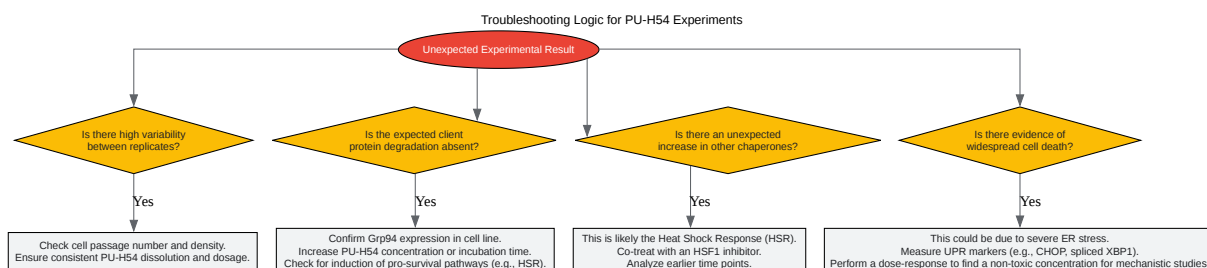 Troubleshooting Logic for PU-H54 Experiments
Unexpected Experimental Result
Is there high variability
between replicates?
Is the expected client
protein degradation absent?
Is there an unexpected
increase in other chaperones?
Is there evidence of
widespread cell death?
Yes
Yes
Yes
Yes
Check cell passage number and density.
Ensure consistent PU-H54 dissolution and dosage.
Confirm Grp94 expression in cell line.
Increase PU-H54 concentration or incubation time.
Check for induction of pro-survival pathways (e.g., HSR).
This is likely the Heat Shock Response (HSR).
Co-treat with an HSF1 inhibitor.
Analyze earlier time points.
This could be due to severe ER stress.
Measure UPR markers (e.g., CHOP, spliced XBP1).
Perform a dose-response to find a non-toxic concentration for mechanistic studies